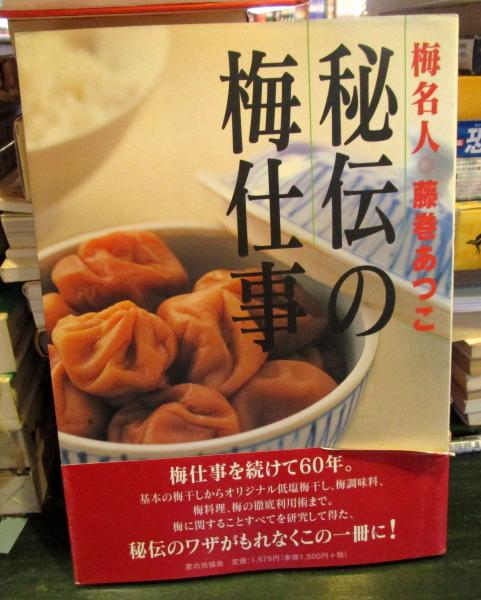 梅名人●藤巻あつこ
秘伝の
梅仕事
梅仕事を続けて60年。
基本の梅干しからオリジナル低塩梅干し、梅調味料、
梅料理、梅の徹底利用術まで。
梅に関することすべてを研究して得た、
秘伝のワザがもれなくこの一冊に!
家の光協会 定価:1,575円(本体1,500円+税)
恐